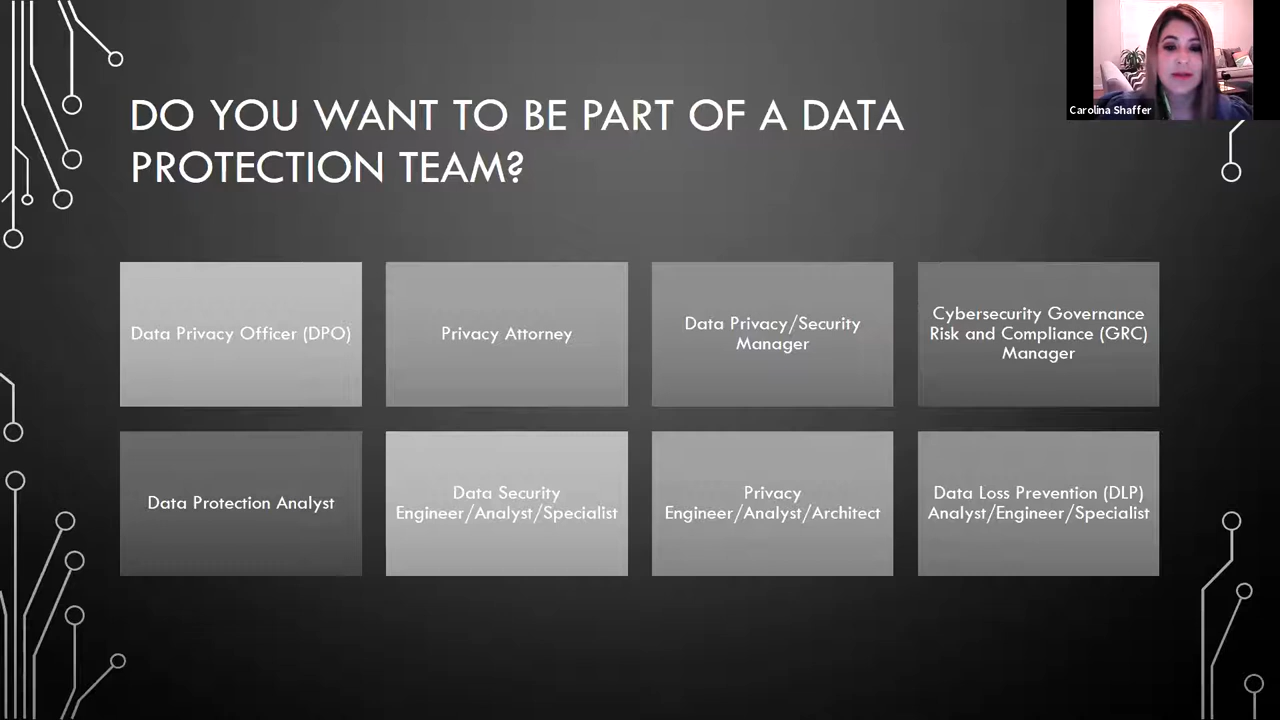 Carolina Shaffer
DO YOU WANT TO BE PART OF A DATA
PROTECTION TEAM?
Data Privacy Officer (DPO)
Privacy Attorney
Data Privacy/Security
Manager
Cybersecurity Governance
Risk and Compliance (GRC)
Manager
Data Protection Analyst
Data Security
Engineer/Analyst/Specialist
Privacy
Engineer/Analyst/Architect
Data Loss Prevention (DLP)
Analyst/Engineer/Specialist